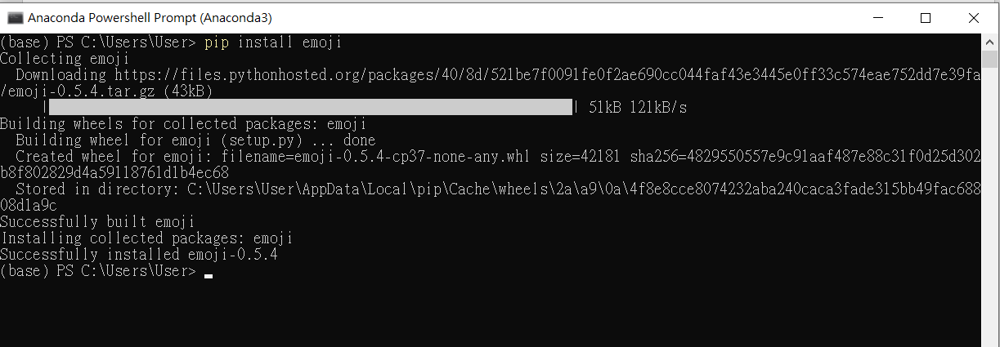 Anaconda Powershell Prompt (Anaconda3)
(base) PS C:\Users\User> pip install emoji
Collecting emoji
  Downloading https://files.pythonhosted.org/packages/40/8d/521be7f0091fe0f2ae690cc044faf43e3445e0ff33c574eae752dd7e39fa
/emoji-0.5.4.tar.gz (43kB)
     |████████████████████████████████| 51kB 121kB/s
Building wheels for collected packages: emoji
  Building wheel for emoji (setup.py) ... done
  Created wheel for emoji: filename=emoji-0.5.4-cp37-none-any.whl size=42181 sha256=4829550557e9c91aaf487e88c31f0d25d302
b8f802829d4a59118761d1b4ec68
  Stored in directory: C:\Users\User\AppData\Local\pip\Cache\wheels\2a\a9\0a\4f8e8cce8074232aba240caca3fade315bb49fac688
08d1a9c
Successfully built emoji
Installing collected packages: emoji
Successfully installed emoji-0.5.4
(base) PS C:\Users\User>